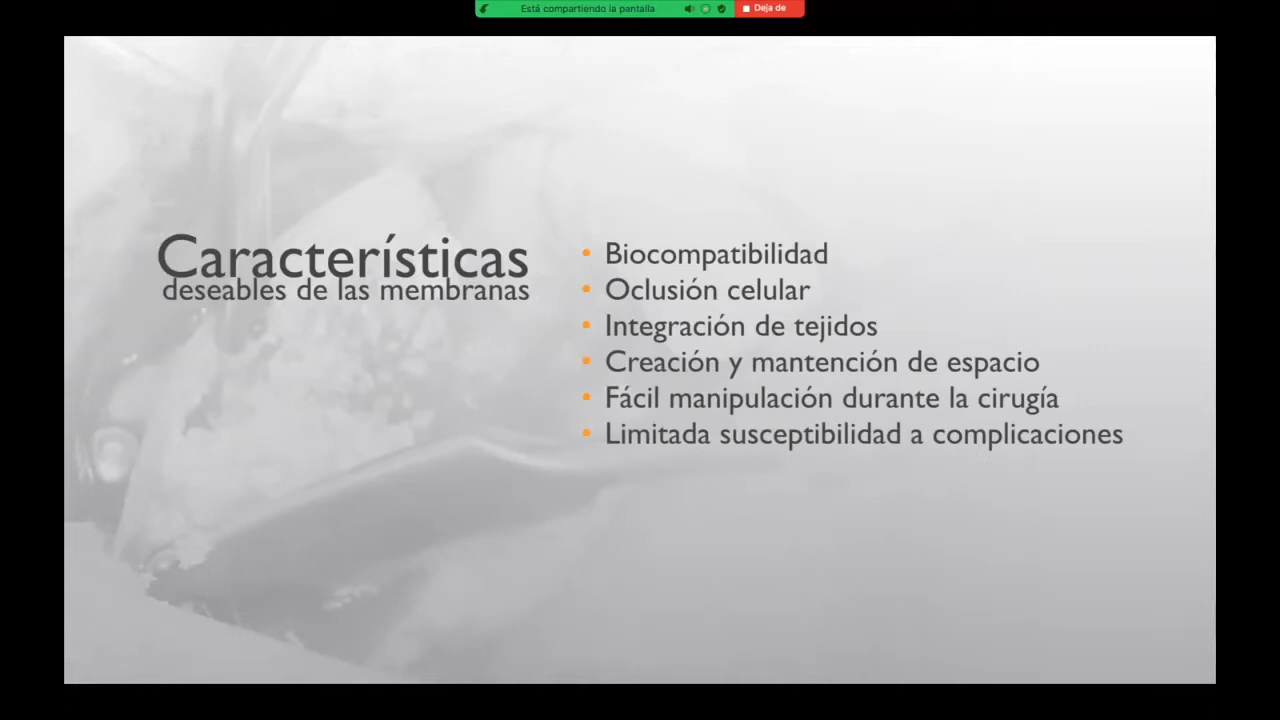 Está compartiendo la pantalla
Deja de
Características
deseables de las membranas
• Biocompatibilidad
• Oclusión celular
• Integración de tejidos
• Creación y mantención de espacio
• Fácil manipulación durante la cirugía
• Limitada susceptibilidad a complicaciones